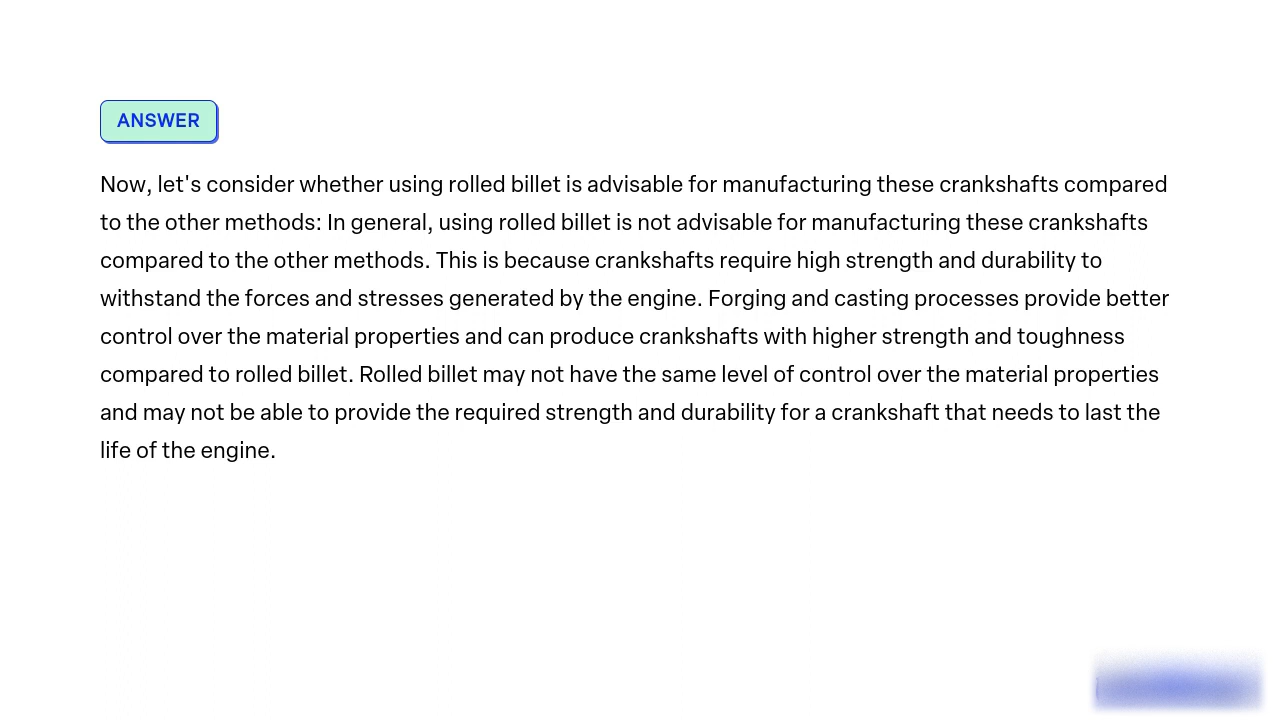 ANSWER
Now, let's consider whether using rolled billet is advisable for manufacturing these crankshafts compared
to the other methods: In general, using rolled billet is not advisable for manufacturing these crankshafts
compared to the other methods. This is because crankshafts require high strength and durability to
withstand the forces and stresses generated by the engine. Forging and casting processes provide better
control over the material properties and can produce crankshafts with higher strength and toughness
compared to rolled billet. Rolled billet may not have the same level of control over the material properties
and may not be able to provide the required strength and durability for a crankshaft that needs to last the
life of the engine.